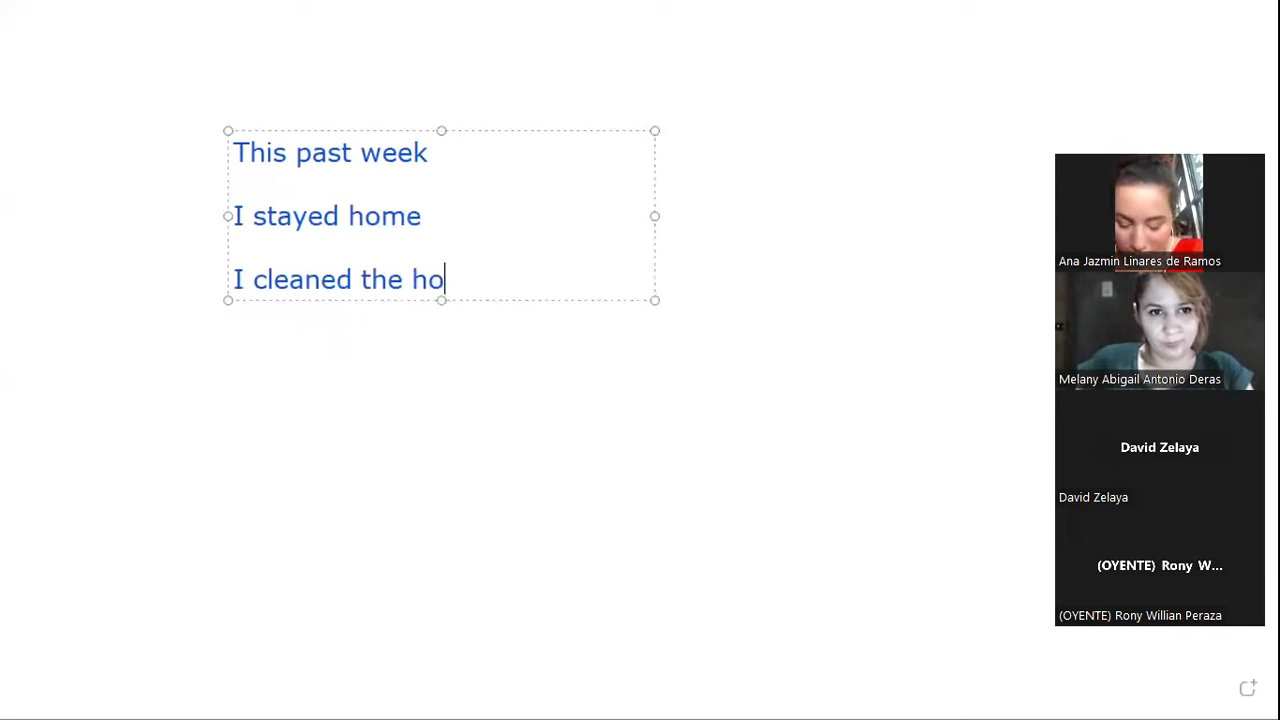 This past week
I stayed home
I cleaned the ho
Ana Jazmin Linares de Ramos
Melany Abigail Antonio Deras
David Zelaya
David Zelaya
(OYENTE) Rony W...
(OYENTE) Rony Willian Peraza